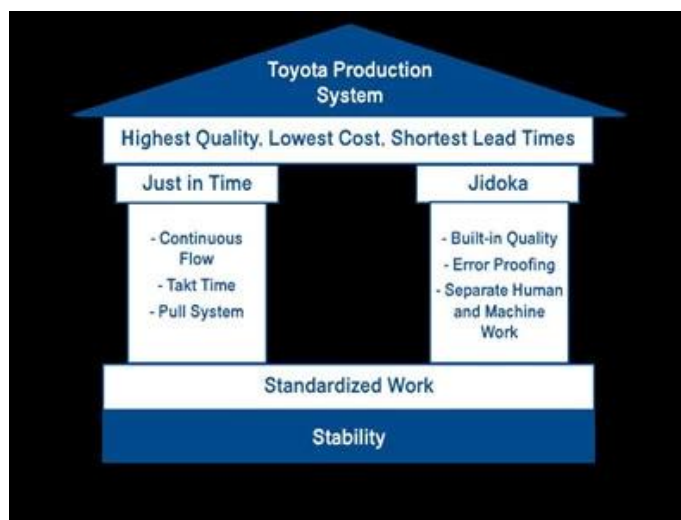 Toyota Production
System
Highest Quality, Lowest Cost, Shortest Lead Times
Just in Time
- Continuous
Flow
- Takt Time
- Pull System
Jidoka
- Built-in Quality
- Error Proofing
- Separate Human
and Machine
Work
Standardized Work
Stability